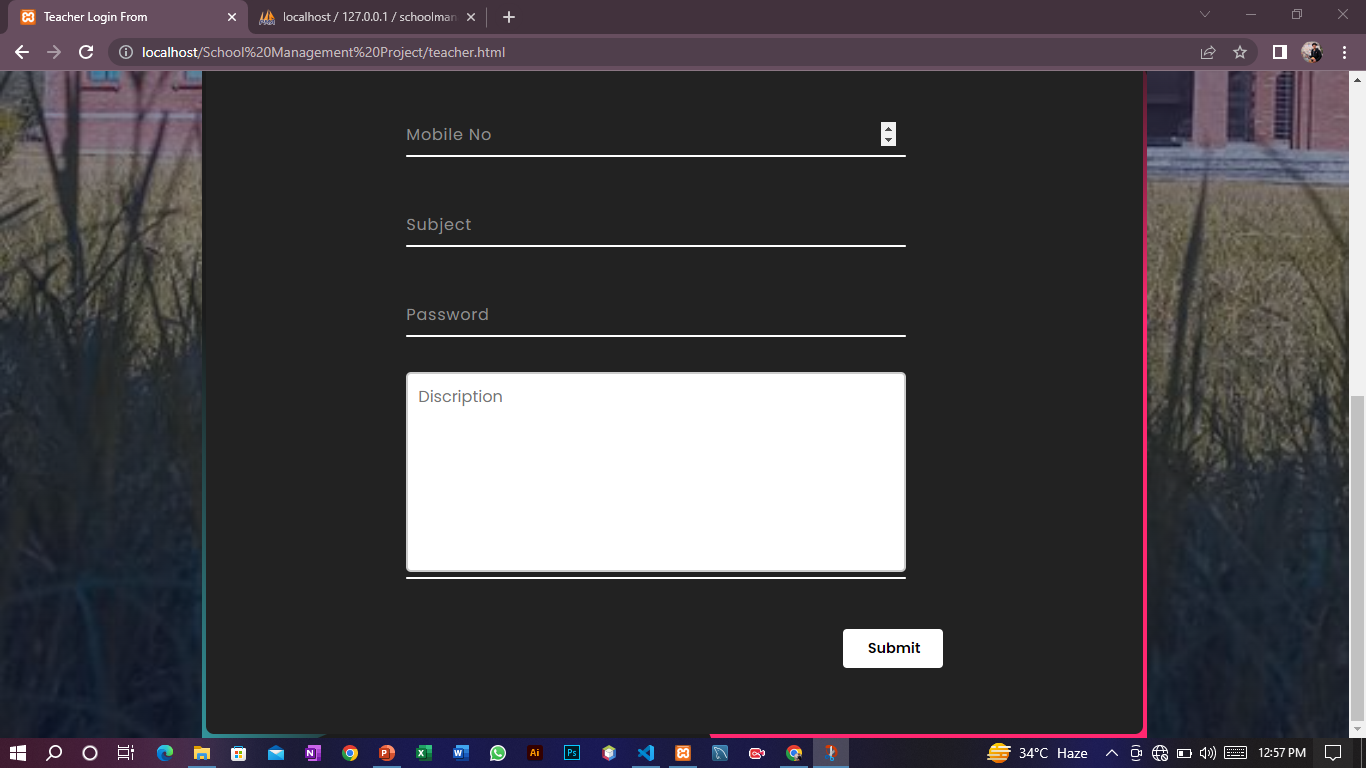 Teacher Login From
localhost / 127.0.0.1 / schoolman
localhost/School%20Management%20Project/teacher.html
Mobile No
Subject
Password
Discription
Submit
34°C Haze
12:57 PM